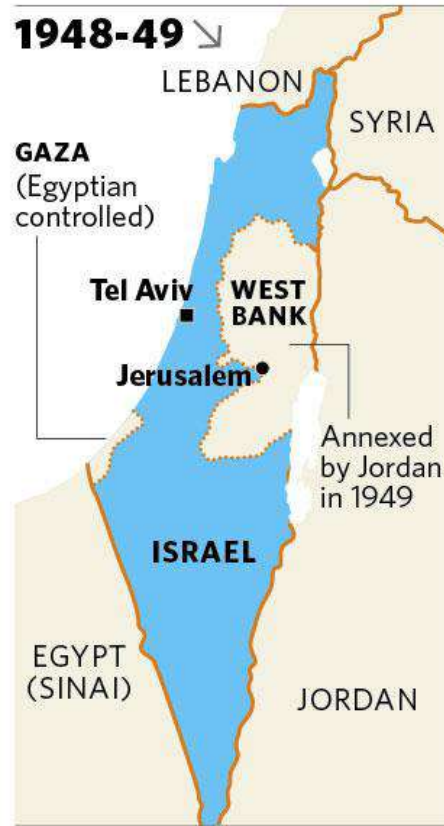 1948-49
LEBANON
SYRIA
GAZA
(Egyptian
controlled)
Tel Aviv
WEST
BANK
Jerusalem
Annexed
by Jordan
in 1949
ISRAEL
EGYPT
(SINAI)
JORDAN